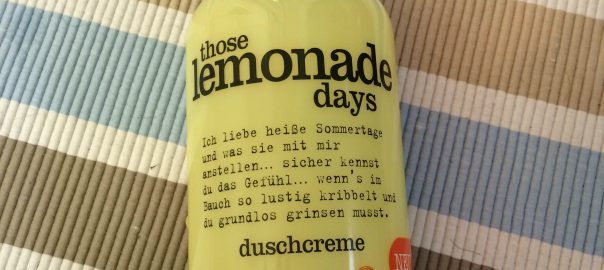 those
lemonade
days
Ich liebe heiße Sommertage
und was sie mit mir
anstellen... sicher kennst
du das Gefühl... wenn's im
Bauch so lustig kribbelt und
du grundlos grinsen musst.
duschcreme